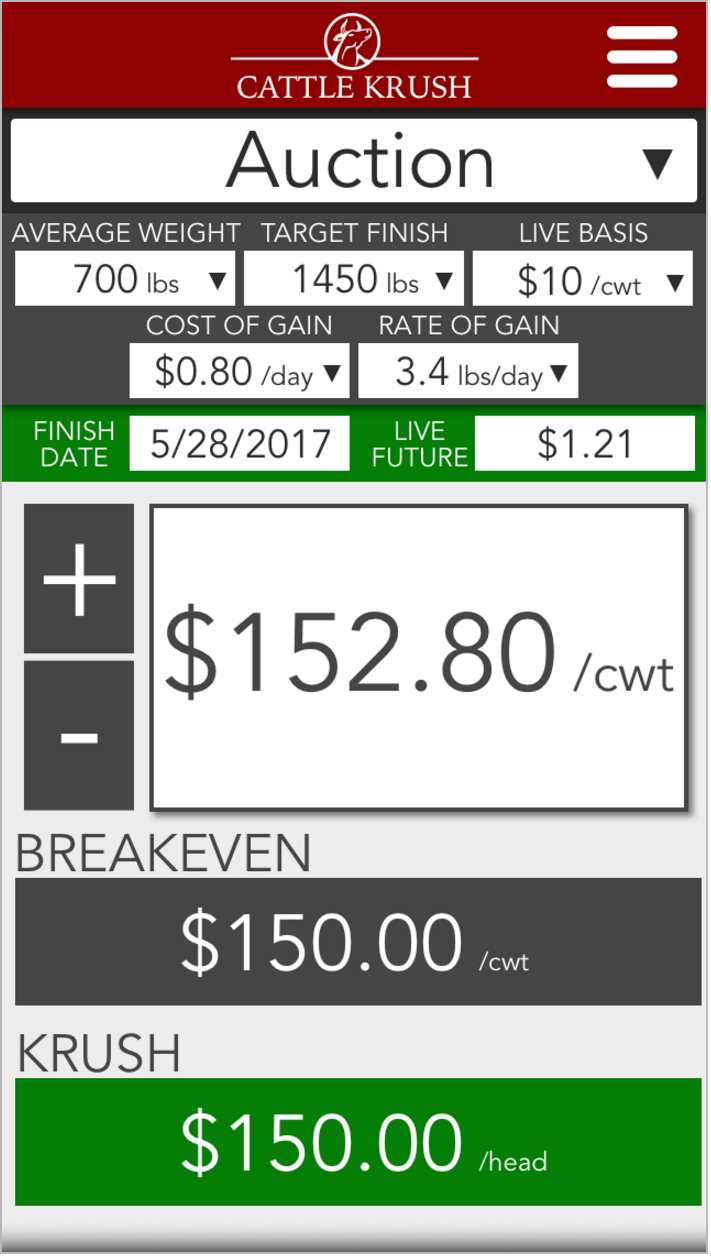 CATTLE KRUSH
Auction ▼
AVERAGE WEIGHT TARGET FINISH LIVE BASIS
700 lbs ▼ 1450 lbs ▼ $10 /cwt ▼
COST OF GAIN RATE OF GAIN
$0.80 /day ▼ 3.4 lbs/day ▼
FINISH DATE 5/28/2017 LIVE FUTURE $1.21
+
$152.80 /cwt
-
BREAKEVEN
$150.00 /cwt
KRUSH
$150.00 /head